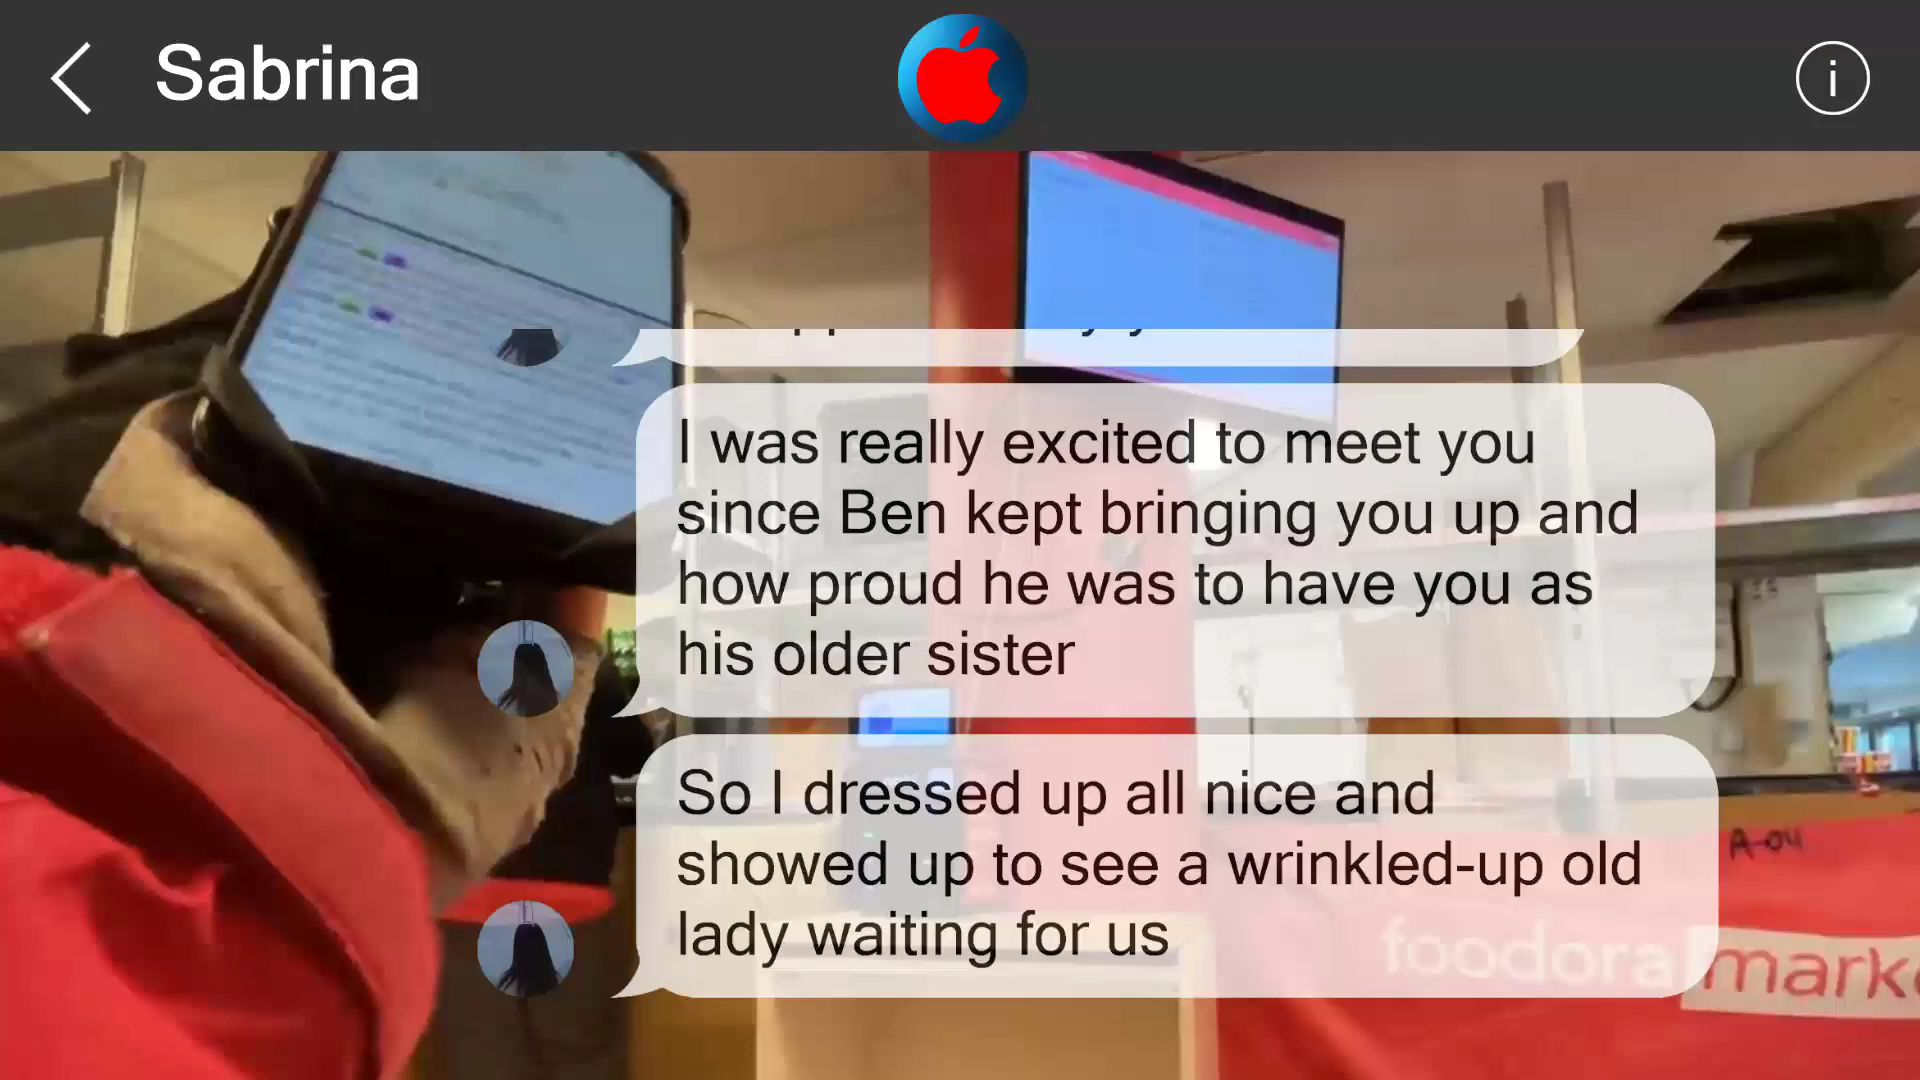 Sabrina
I was really excited to meet you
since Ben kept bringing you up and
how proud he was to have you as
his older sister
So I dressed up all nice and
showed up to see a wrinkled-up old
lady waiting for us
A-04
foodora